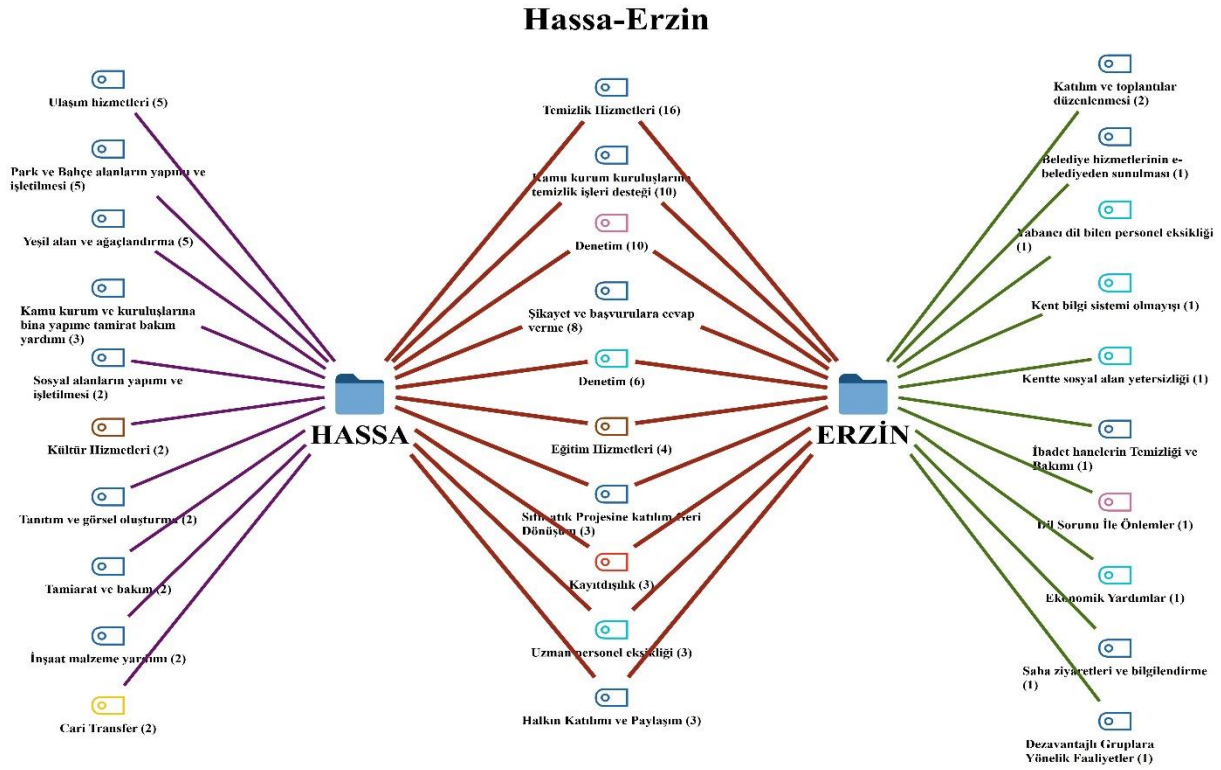 Hassa-Erzin
Ulaşım hizmetleri (5)
Park ve Bahçe alanların yapımı ve
işletilmesi (5)
Yeşil alan ve ağaçlandırma (5)
Kamu kurum ve kuruluşlarına
bina yapıme tamirat bakım
yardımı (3)
Sosyal alanların yapımı ve
işletilmesi (2)
Kültür Hizmetleri (2)
Tanıtım ve görsel oluşturma (2)
Tamiarat ve bakım (2)
İnşaat malzeme yardımı (2)
Cari Transfer (2)
HASSA
Temizlik Hizmetleri (16)
Kamu kurum kuruluşlarına
temizlik işleri desteği (10)
Denetim (10)
Şikayet ve başvurulara cevap
verme (8)
Denetim (6)
Eğitim Hizmetleri (4)
Sıfır atık Projesine katılım Geri
Dönüşüm (3)
Kayıtdışılık (3)
Uzman personel eksikliği (3)
Halkın Katılımı ve Paylaşım (3)
ERZİN
Katılım ve toplantılar
düzenlenmesi (2)
Belediye hizmetlerinin e-
belediyeden sunulması (1)
Yabancı dil bilen personel eksikliği
(1)
Kent bilgi sistemi olmayışı (1)
Kentte sosyal alan yetersizliği (1)
İbadet hanelerin Temizliği ve
Bakımı (1)
Dil Sorunu İle Önlemler (1)
Ekonomik Yardımlar (1)
Saha ziyaretleri ve bilgilendirme
(1)
Dezavantajlı Gruplara
Yönelik Faaliyetler (1)